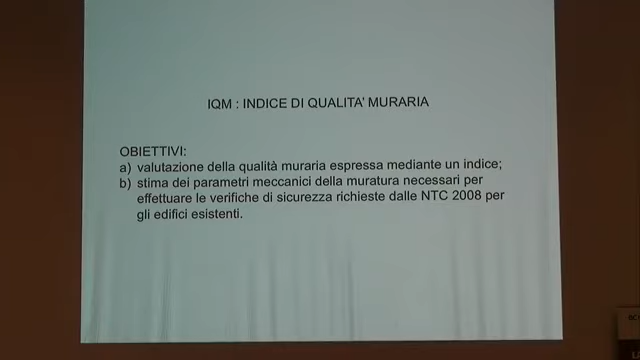 IQM : INDICE DI QUALITA' MURARIA
OBIETTIVI:
a) valutazione della qualità muraria espressa mediante un indice;
b) stima dei parametri meccanici della muratura necessari per
effettuare le verifiche di sicurezza richieste dalle NTC 2008 per
gli edifici esistenti.